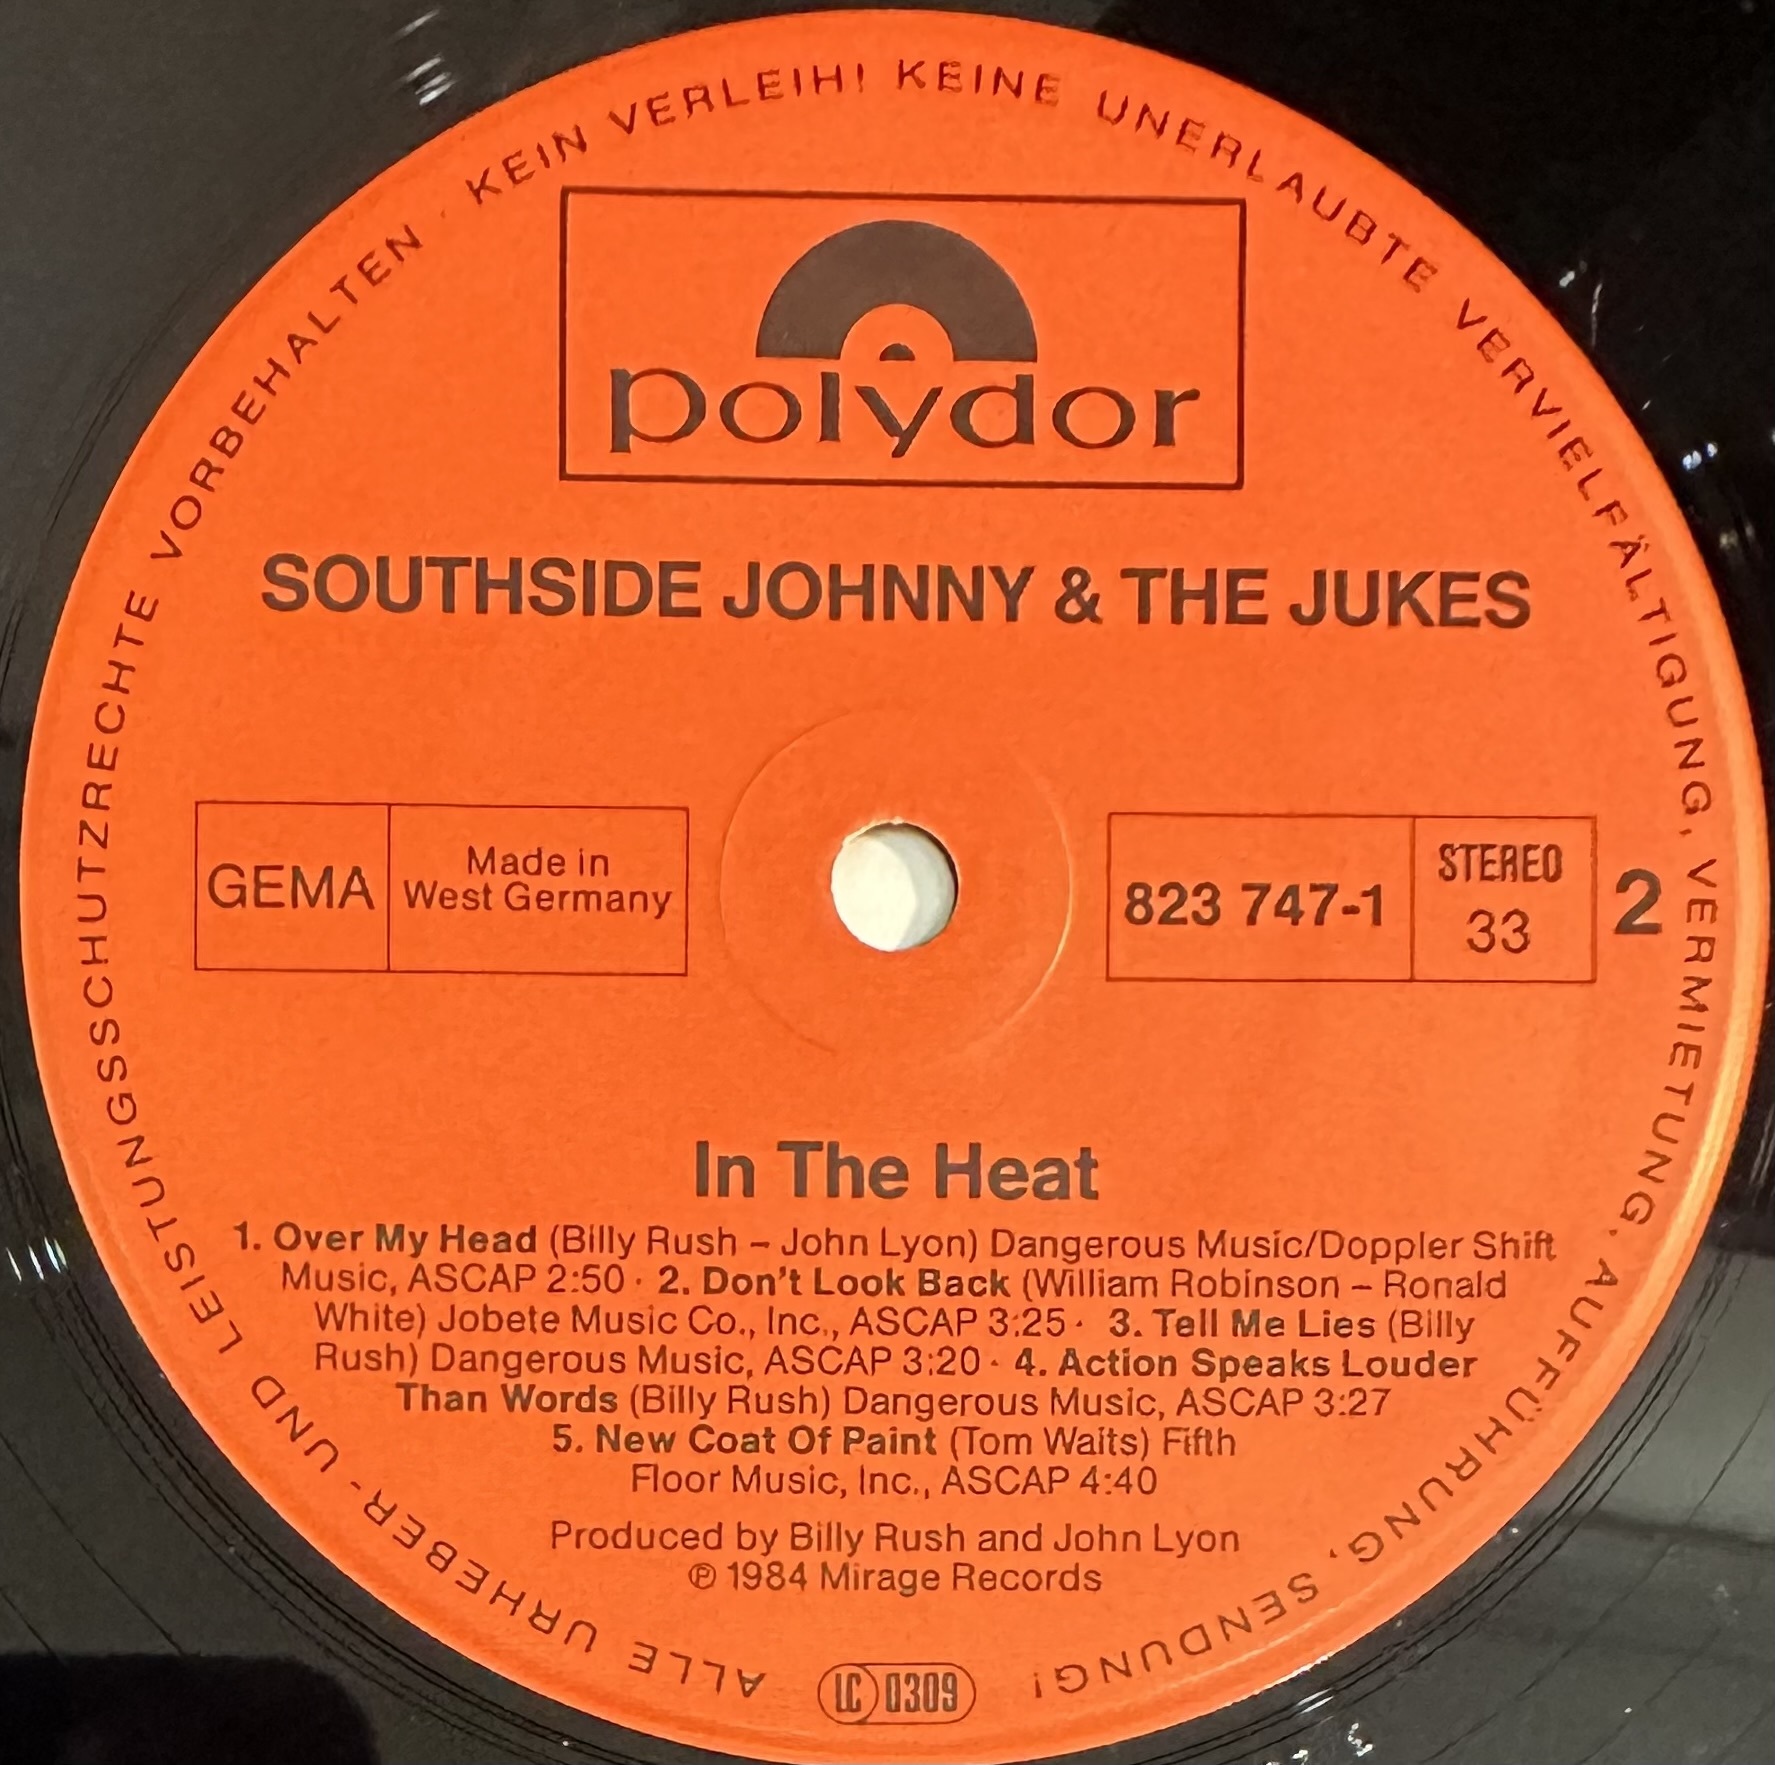 ALLE URHEBER- UND LEISTUNGSSCHUTZRECHTE VORBEHALTEN · KEIN VERLEIH! KEINE UNERLAUBTE VERVIELFÄLTIGUNG, VERMIETUNG, AUFFÜHRUNG, SENDUNG!
polydor
SOUTHSIDE JOHNNY & THE JUKES
GEMA
Made in
West Germany
823 747-1
STEREO
33
2
In The Heat
1. Over My Head (Billy Rush – John Lyon) Dangerous Music/Doppler Shift
Music, ASCAP 2:50 · 2. Don't Look Back (William Robinson – Ronald
White) Jobete Music Co., Inc., ASCAP 3:25 · 3. Tell Me Lies (Billy
Rush) Dangerous Music, ASCAP 3:20 · 4. Action Speaks Louder
Than Words (Billy Rush) Dangerous Music, ASCAP 3:27
5. New Coat Of Paint (Tom Waits) Fifth
Floor Music, Inc., ASCAP 4:40
Produced by Billy Rush and John Lyon
℗ 1984 Mirage Records
LC 0309